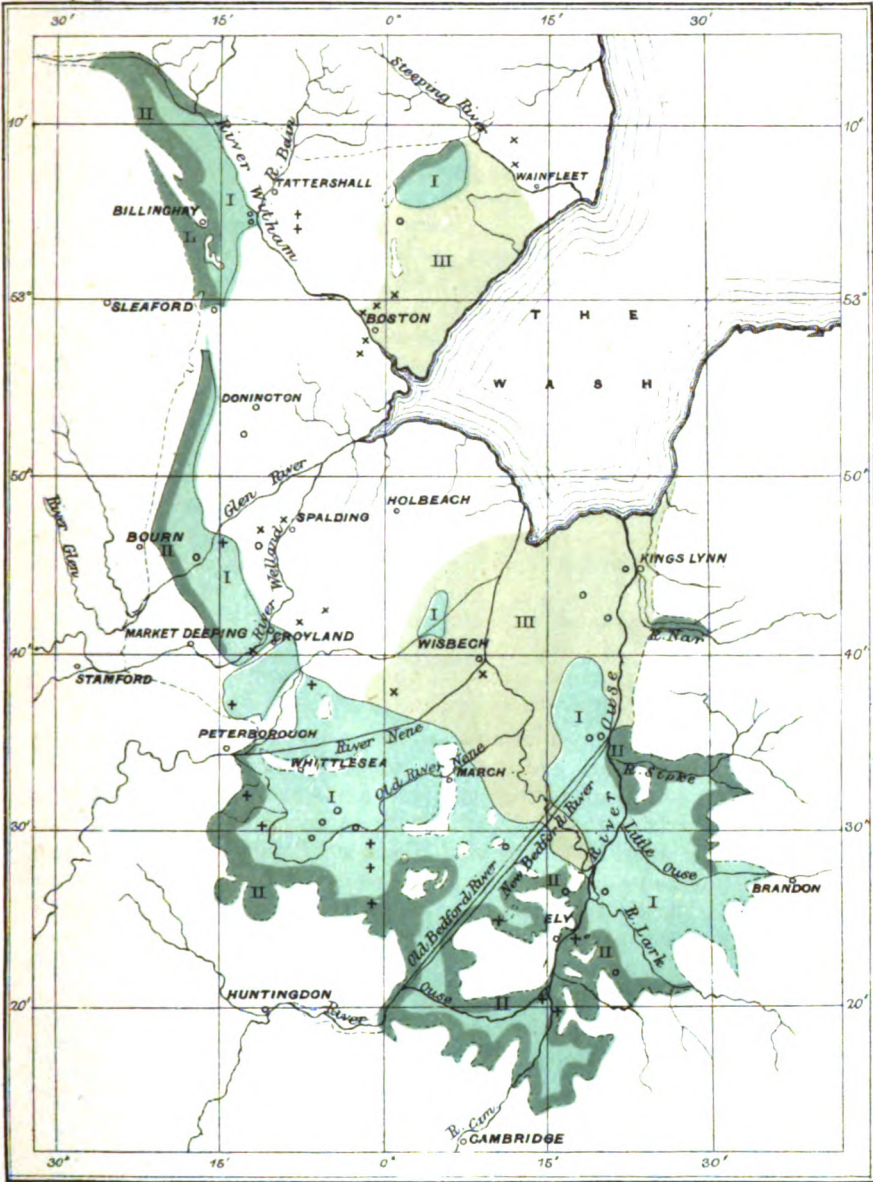 30' 15' 0° 15' 30'
10' 10'
Steeping River
II
River Witham
R. Bain
TATTERSHALL
I
WAINFLEET
BILLINGHAY
I
L
III
SLEAFORD
53° 53°
BOSTON
T H E
W A S H
DONINGTON
50' 50'
Glen River
HOLBEACH
River Glen
SPALDING
BOURN
II
I
River Welland
KINGS LYNN
I
III
MARKET DEEPING
CROYLAND
WISBECH
R. Nar
40' 40'
STAMFORD
I
Ouse
PETERBOROUGH
River Nene
II
WHITTLESEA
Old River Nene
MARCH
R. Stoke
I
30' 30'
New Bedford River
River
Little Ouse
II
II
BRANDON
Old Bedford River
I
ELY
R. Lark
II
HUNTINGDON
River
Ouse
II
20' 20'
R. Cam
CAMBRIDGE
30° 15' 0° 15' 30'